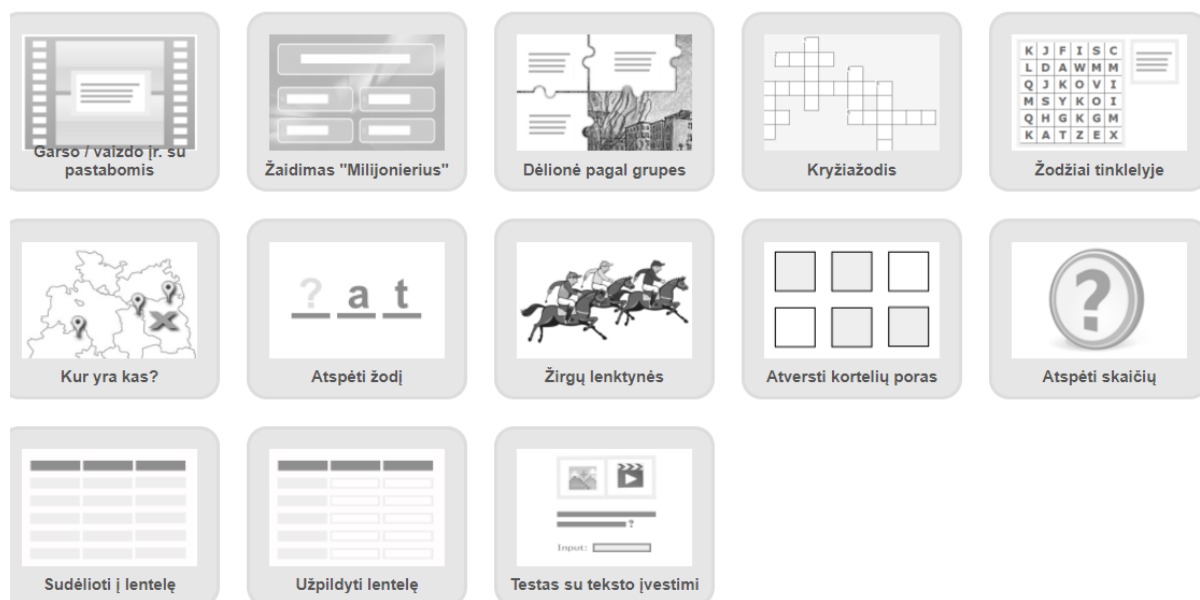 K J F I S C
L D A W M M
Q J K O V I
M S Y K O I
Q H G K G M
K A T Z E X
Garso / vaizdo įr. su
pastabomis
Žaidimas "Milijonierius"
Dėlionė pagal grupes
Kryžiažodis
Žodžiai tinklelyje
? a t
?
Kur yra kas?
Atspėti žodį
Žirgų lenktynės
Atversti kortelių poras
Atspėti skaičių
?
Input:
Sudėlioti į lentelę
Užpildyti lentelę
Testas su teksto įvestimi